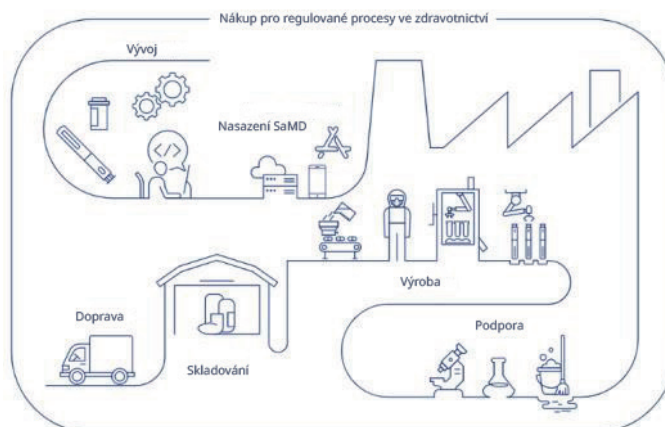 Nákup pro regulované procesy ve zdravotnictví
Vývoj
Nasazení SaMD
Výroba
Doprava
Podpora
Skladování